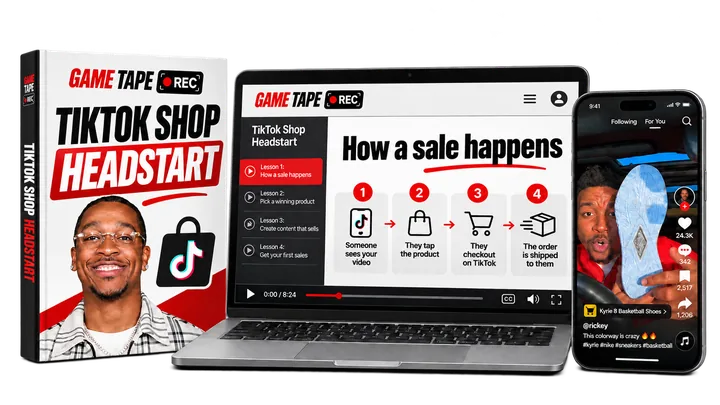 GAME TAPE REC
TIKTOK SHOP
HEADSTART
GAME
TAPE
REC
TIKTOK SHOP HEADSTART
GAME TAPE REC
TikTok Shop
Headstart
Lesson 1:
How a sale happens
Lesson 2:
Pick a winning product
Lesson 3:
Create content that sells
Lesson 4:
Get your first sales
How a sale happens
1
2
3
4
Someone
sees your
video
They tap
the product
They
checkout
on TikTok
The order
is shipped
to them
0:00 / 8:24
CC
9:41
Following For You
24.3K
342
2,517
1,206
Kyrie 8 Basketball Shoes >
@rickey
This colorway is crazy 🔥🔥
#kyrie #nike #sneakers #basketball